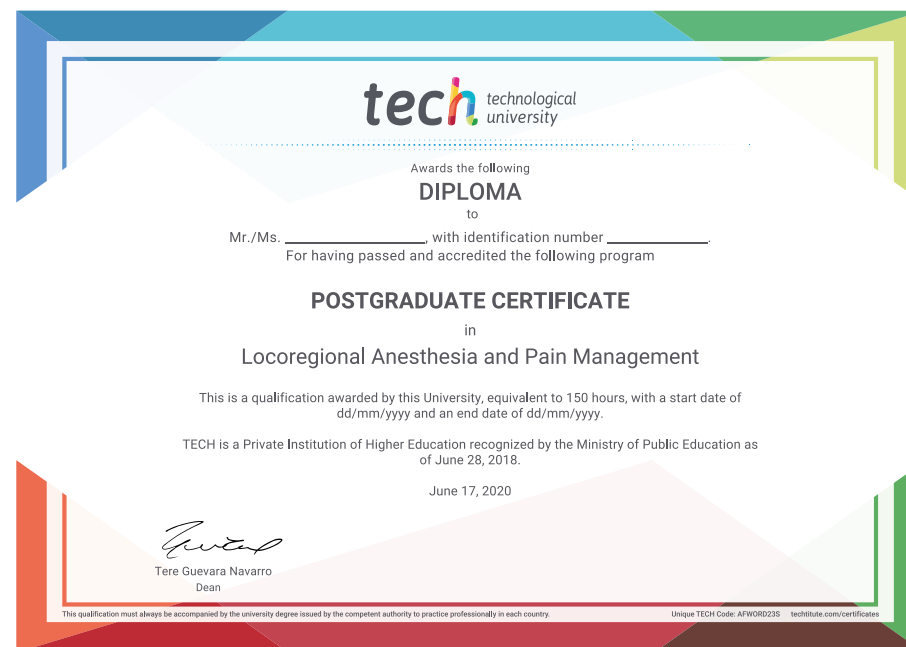 tech technological
university
Awards the following
DIPLOMA
to
Mr./Ms. ____________________, with identification number ______________.
For having passed and accredited the following program
POSTGRADUATE CERTIFICATE
in
Locoregional Anesthesia and Pain Management
This is a qualification awarded by this University, equivalent to 150 hours, with a start date of
dd/mm/yyyy and an end date of dd/mm/yyyy.
TECH is a Private Institution of Higher Education recognized by the Ministry of Public Education as
of June 28, 2018.
June 17, 2020
Tere Guevara Navarro
Dean
This qualification must always be accompanied by the university degree issued by the competent authority to practice professionally in each country.
Unique TECH Code: AFWORD23S techtitute.com/certificates